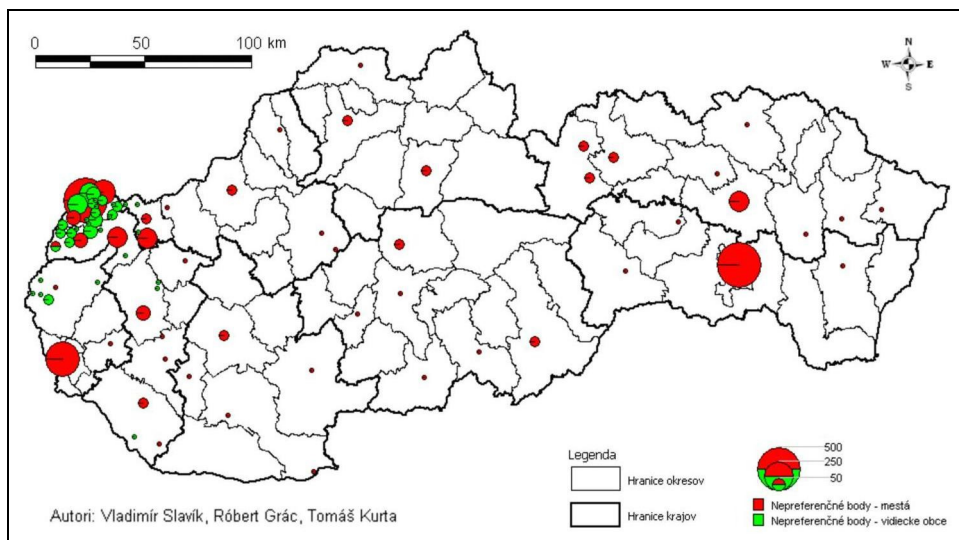 0 50 100 km
N
W E
S
Legenda
Hranice okresov
Hranice krajov
500
250
50
Nepreferenčné body - mestá
Nepreferenčné body - vidiecke obce
Autori: Vladimír Slavík, Róbert Grác, Tomáš Kurta